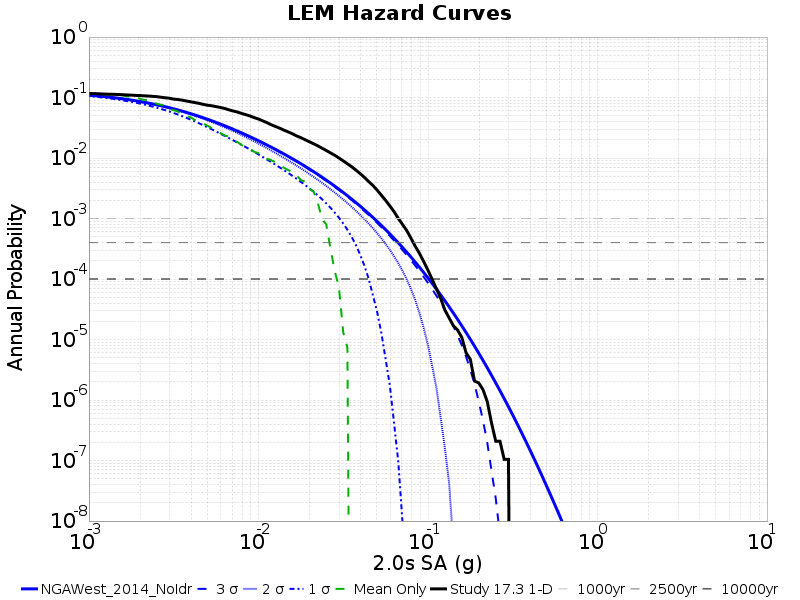 LEM Hazard Curves
Annual Probability
10^0
10^-1
10^-2
10^-3
10^-4
10^-5
10^-6
10^-7
10^-8
10^-3 10^-2 10^-1 10^0 10^1
2.0s SA (g)
NGAWest_2014_NoIdr 3 σ 2 σ 1 σ Mean Only Study 17.3 1-D 1000yr 2500yr 10000yr